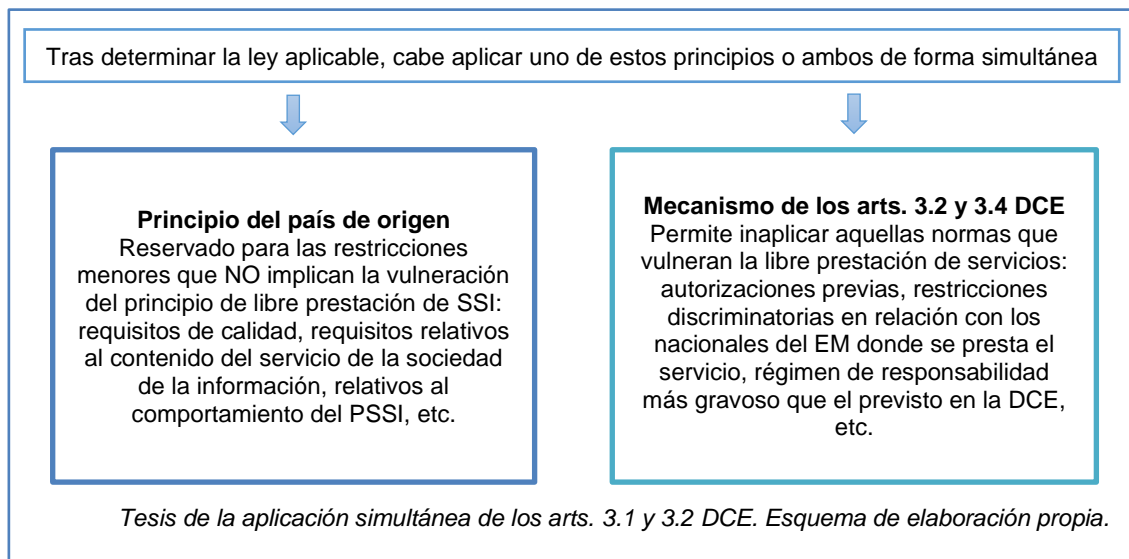 Tras determinar la ley aplicable, cabe aplicar uno de estos principios o ambos de forma simultánea
Principio del país de origen
Reservado para las restricciones
menores que NO implican la vulneración
del principio de libre prestación de SSI:
requisitos de calidad, requisitos relativos
al contenido del servicio de la sociedad
de la información, relativos al
comportamiento del PSSI, etc.
Mecanismo de los arts. 3.2 y 3.4 DCE
Permite inaplicar aquellas normas que
vulneran la libre prestación de servicios:
autorizaciones previas, restricciones
discriminatorias en relación con los
nacionales del EM donde se presta el
servicio, régimen de responsabilidad
más gravoso que el previsto en la DCE,
etc.
Tesis de la aplicación simultánea de los arts. 3.1 y 3.2 DCE. Esquema de elaboración propia.